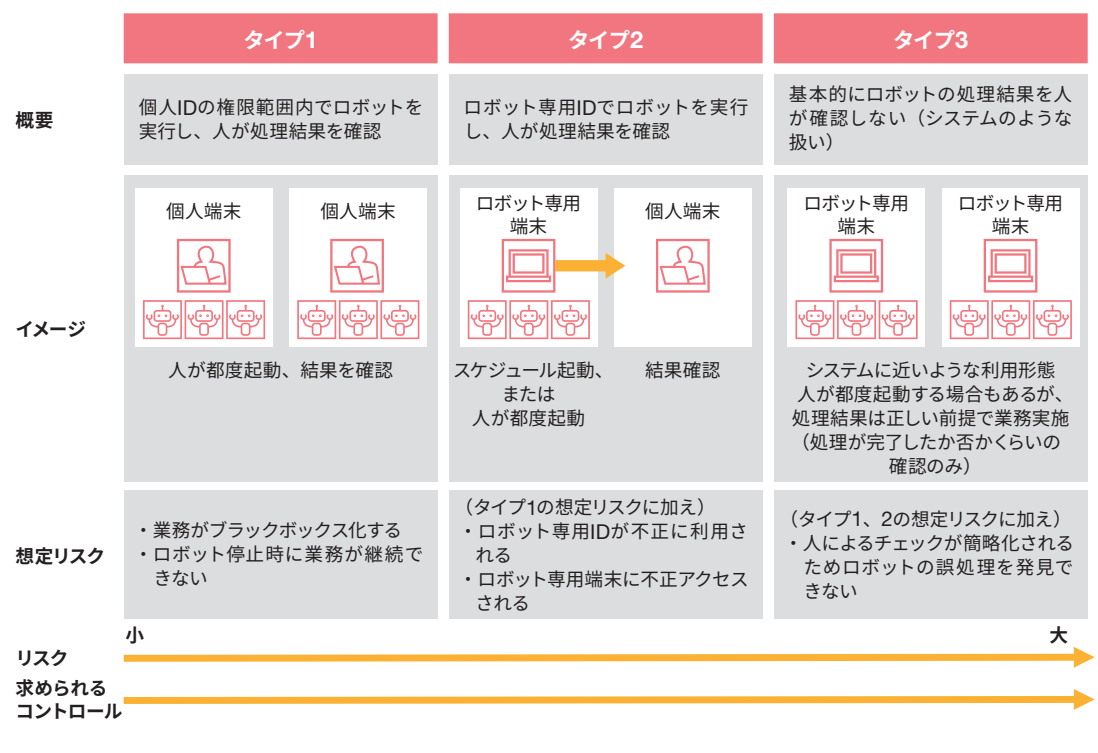 タイプ1
タイプ2
タイプ3
概要
個人IDの権限範囲内でロボットを
実行し、人が処理結果を確認
ロボット専用IDでロボットを実行
し、人が処理結果を確認
基本的にロボットの処理結果を人
が確認しない（システムのような
扱い）
イメージ
個人端末
個人端末
人が都度起動、結果を確認
ロボット専用
端末
個人端末
スケジュール起動、
または
人が都度起動
結果確認
ロボット専用
端末
ロボット専用
端末
システムに近いような利用形態
人が都度起動する場合もあるが、
処理結果は正しい前提で業務実施
（処理が完了したか否かくらいの
確認のみ）
想定リスク
・業務がブラックボックス化する
・ロボット停止時に業務が継続で
きない
（タイプ1の想定リスクに加え）
・ロボット専用IDが不正に利用さ
れる
・ロボット専用端末に不正アクセス
される
（タイプ1、2の想定リスクに加え）
・人によるチェックが簡略化される
ためロボットの誤処理を発見で
きない
小
大
リスク
求められる
コントロール